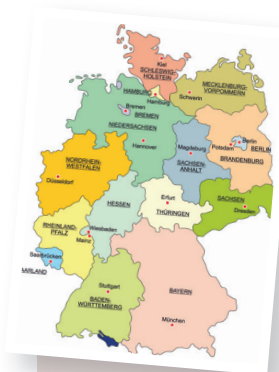 Kiel
SCHLESWIG-
HOLSTEIN
MECKLENBURG-
VORPOMMERN
HAMBURG
Hamburg
Schwerin
Bremen
BREMEN
NIEDERSACHSEN
Berlin
BERLIN
Hannover
Magdeburg
Potsdam
BRANDENBURG
SACHSEN-
ANHALT
NORDRHEIN-
WESTFALEN
Düsseldorf
HESSEN
Erfurt
THÜRINGEN
SACHSEN
Dresden
RHEINLAND-
PFALZ
Wiesbaden
Mainz
Saarbrücken
AARLAND
Stuttgart
BADEN-
WÜRTTEMBERG
BAYERN
München